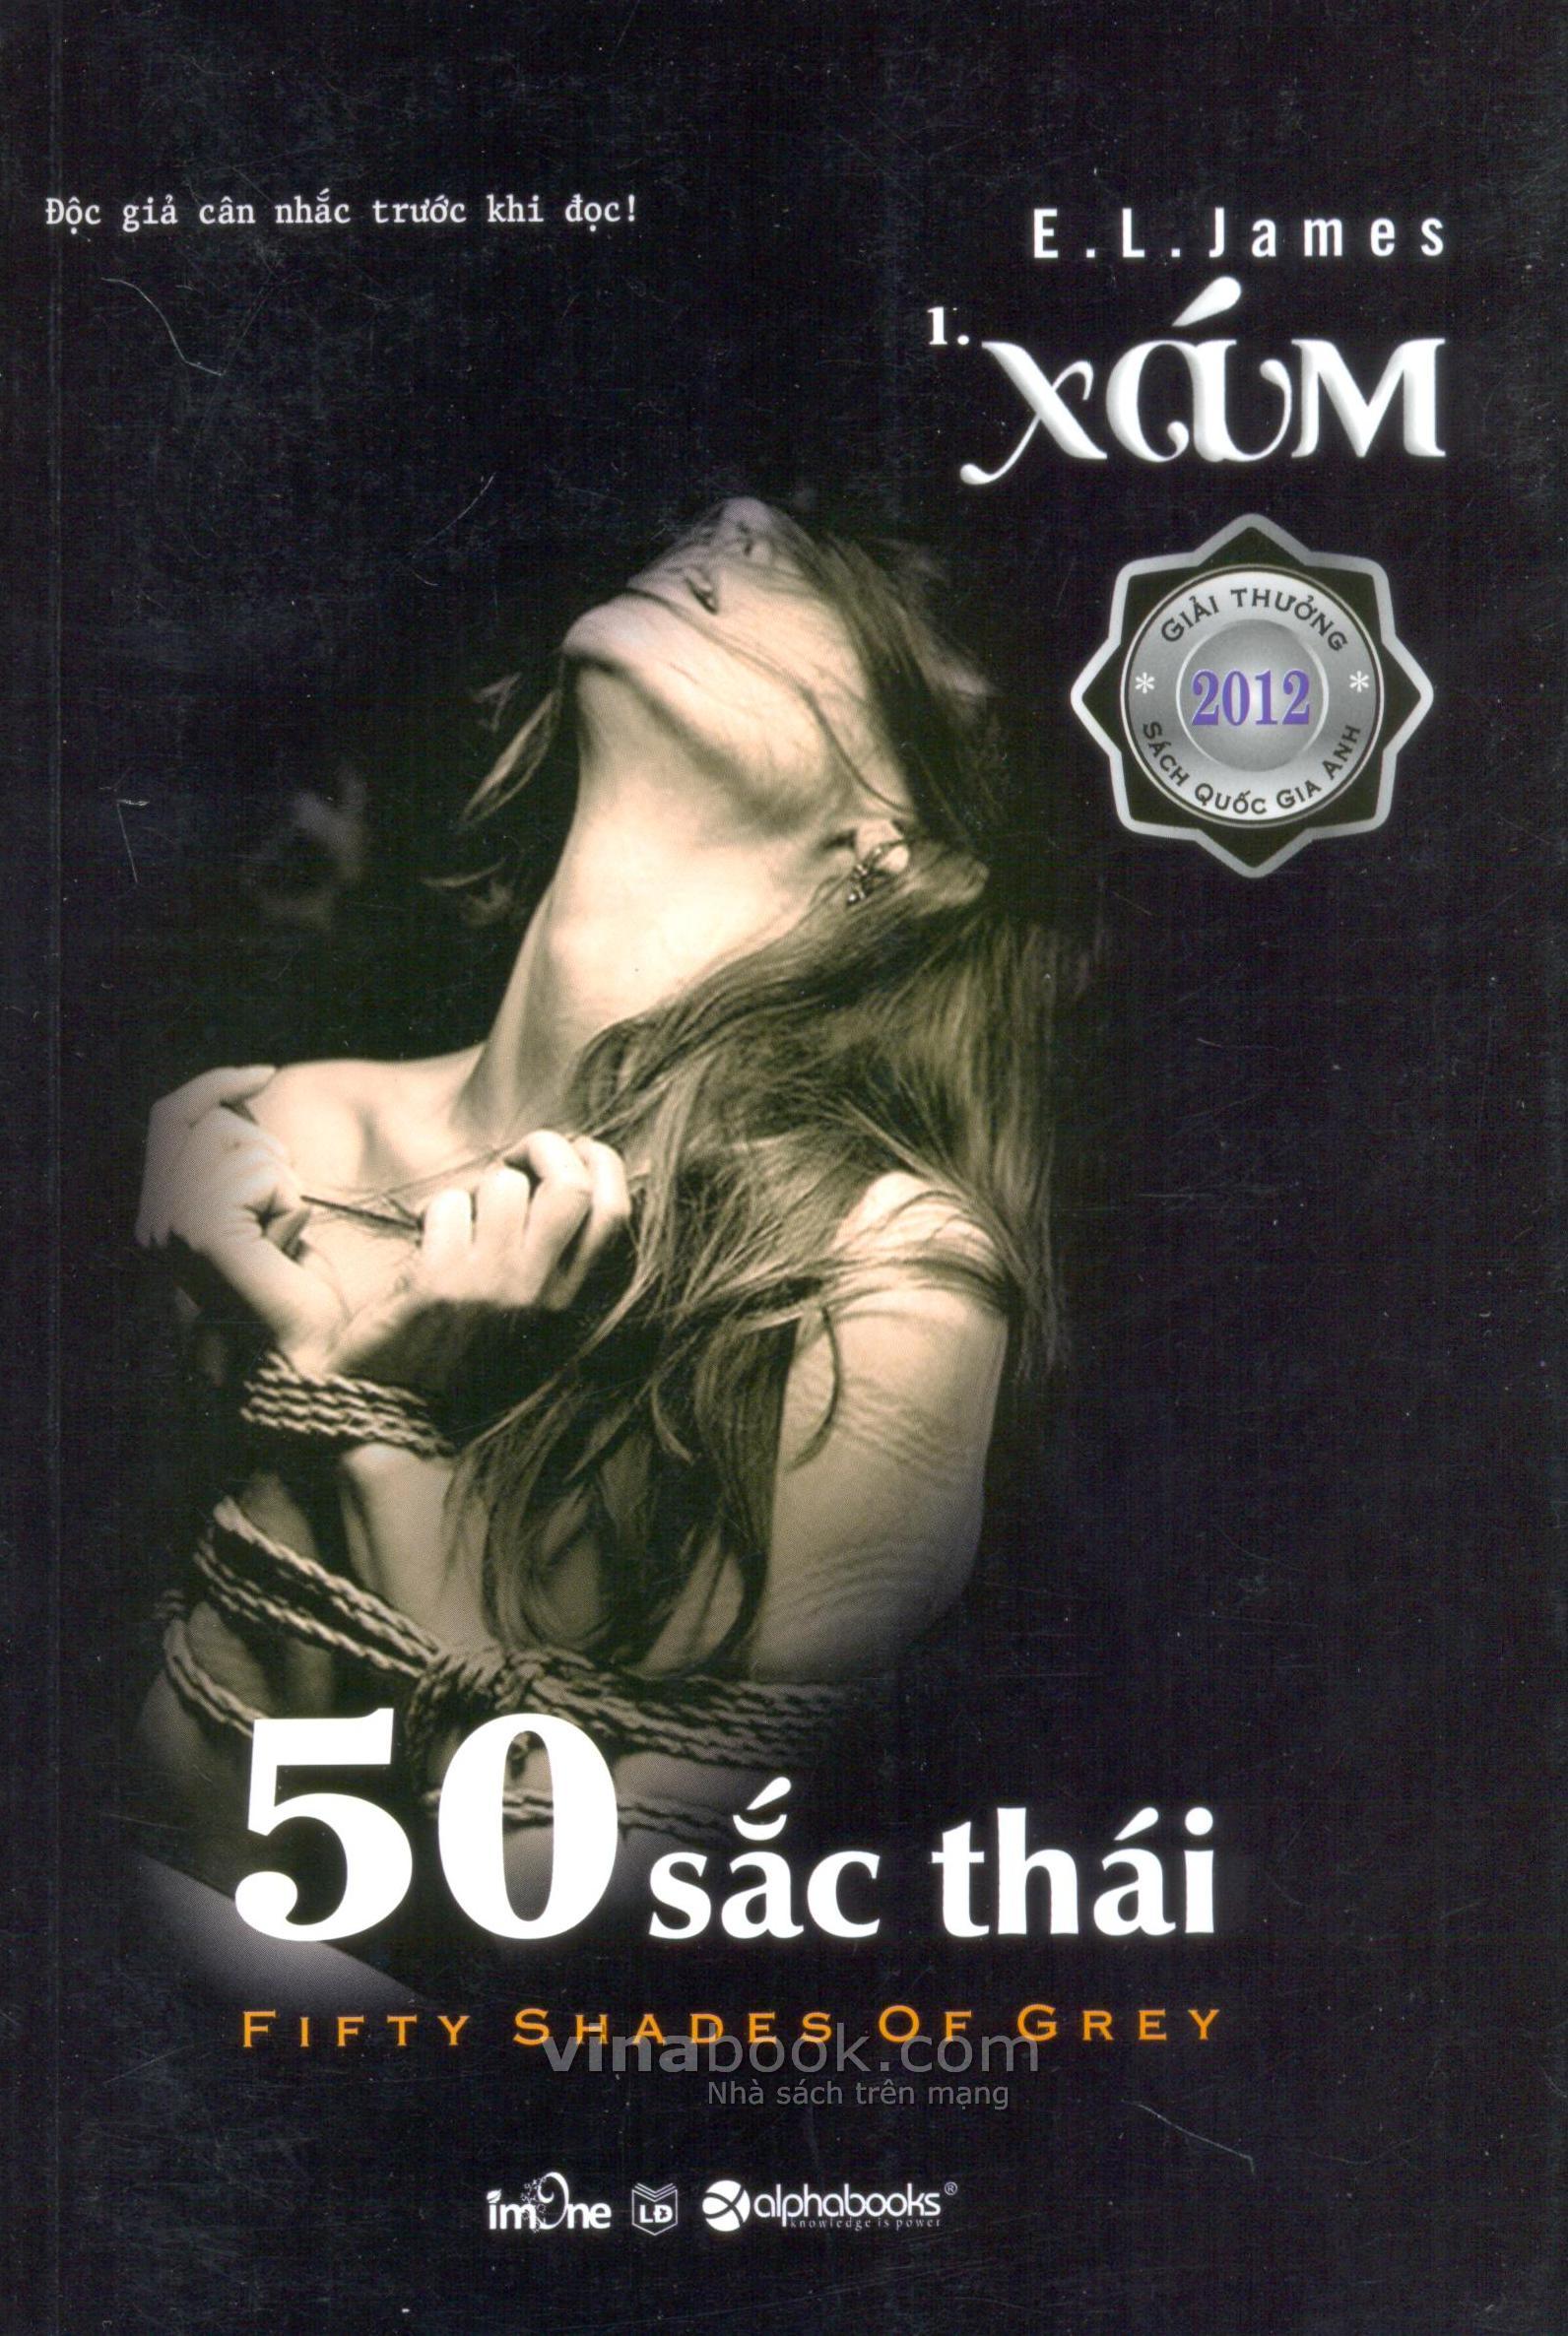 Độc giả cân nhắc trước khi đọc!
E.L.James
1. XÁM
GIẢI THƯỞNG
* 2012 *
SÁCH QUỐC GIA ANH
50 sắc thái
FIFTY SHADES OF GREY
vinabook.com
Nhà sách trên mạng
imOne LĐ alphabooks®
knowledge is power